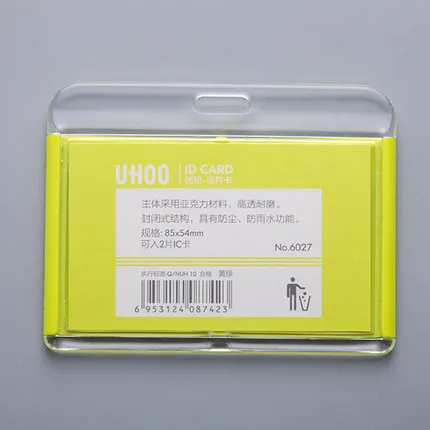 UHOO ID CARD
优和·证件卡
主体采用亚克力材料，高透耐磨。
封闭式结构，具有防尘、防雨水功能。
规格: 85x54mm
可入2片IC卡 No.6027
执行标准:Q/NUH 10 合格 黄绿
6 953124 087423